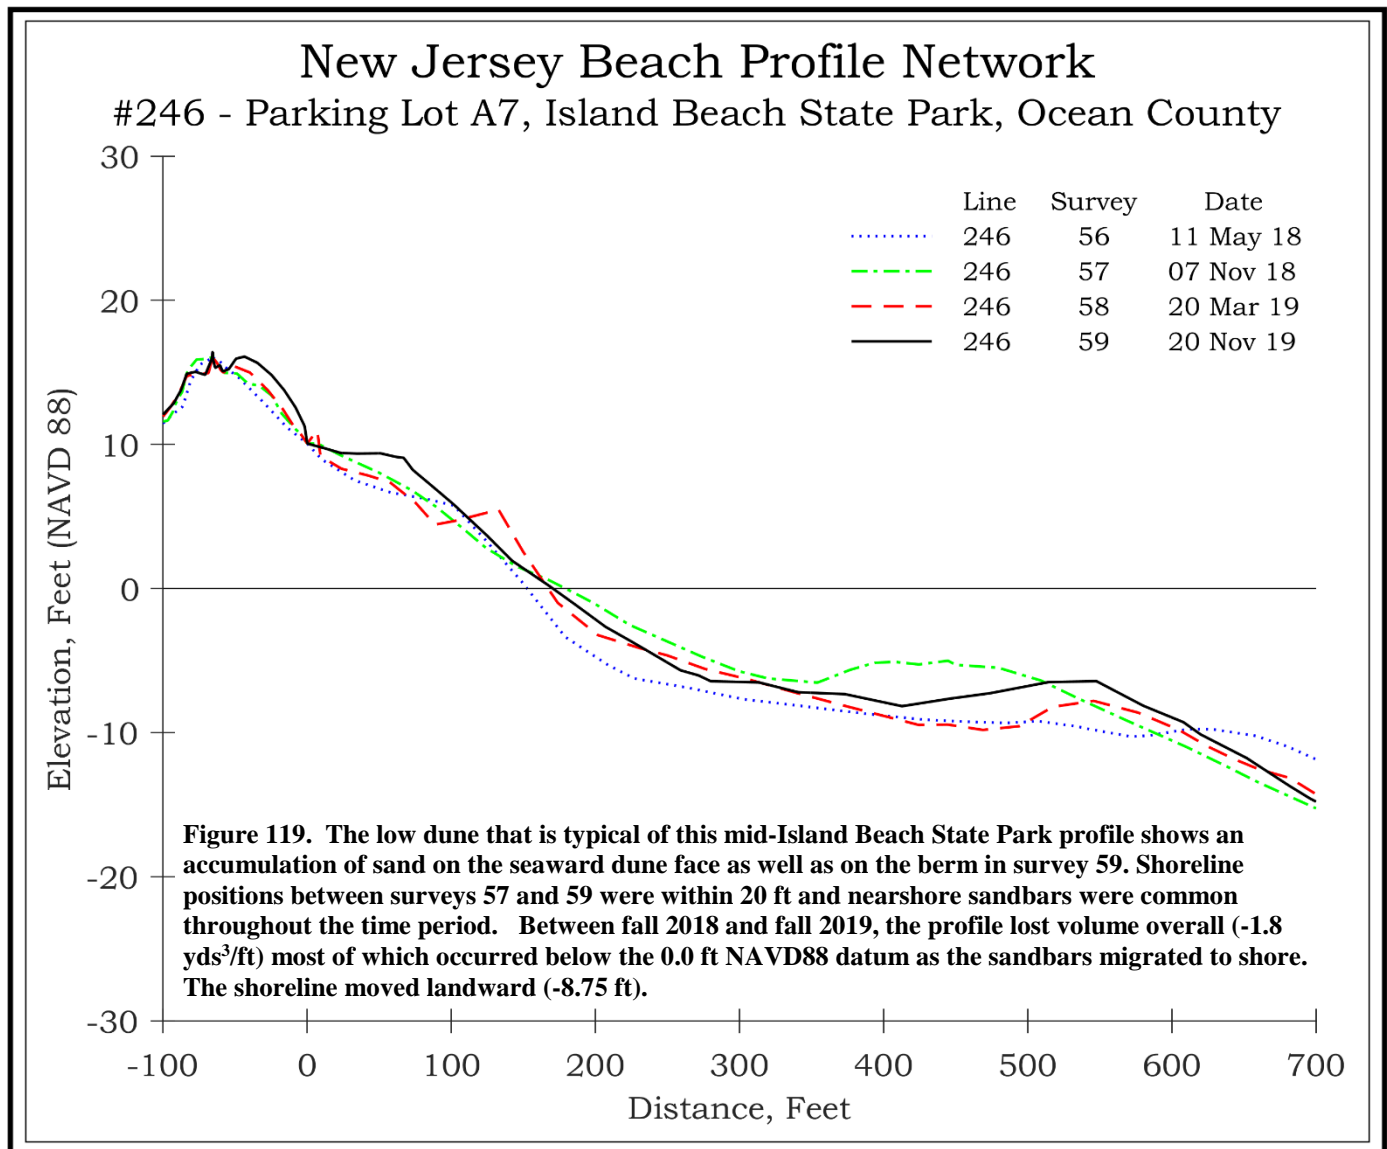 New Jersey Beach Profile Network
#246 - Parking Lot A7, Island Beach State Park, Ocean County
Line Survey Date
246 56 11 May 18
246 57 07 Nov 18
246 58 20 Mar 19
246 59 20 Nov 19
Elevation, Feet (NAVD 88)
30
20
10
0
-10
-20
-30
Figure 119.  The low dune that is typical of this mid-Island Beach State Park profile shows an
accumulation of sand on the seaward dune face as well as on the berm in survey 59. Shoreline
positions between surveys 57 and 59 were within 20 ft and nearshore sandbars were common
throughout the time period.   Between fall 2018 and fall 2019, the profile lost volume overall (-1.8
yds³/ft) most of which occurred below the 0.0 ft NAVD88 datum as the sandbars migrated to shore.
The shoreline moved landward (-8.75 ft).
-100 0 100 200 300 400 500 600 700
Distance, Feet